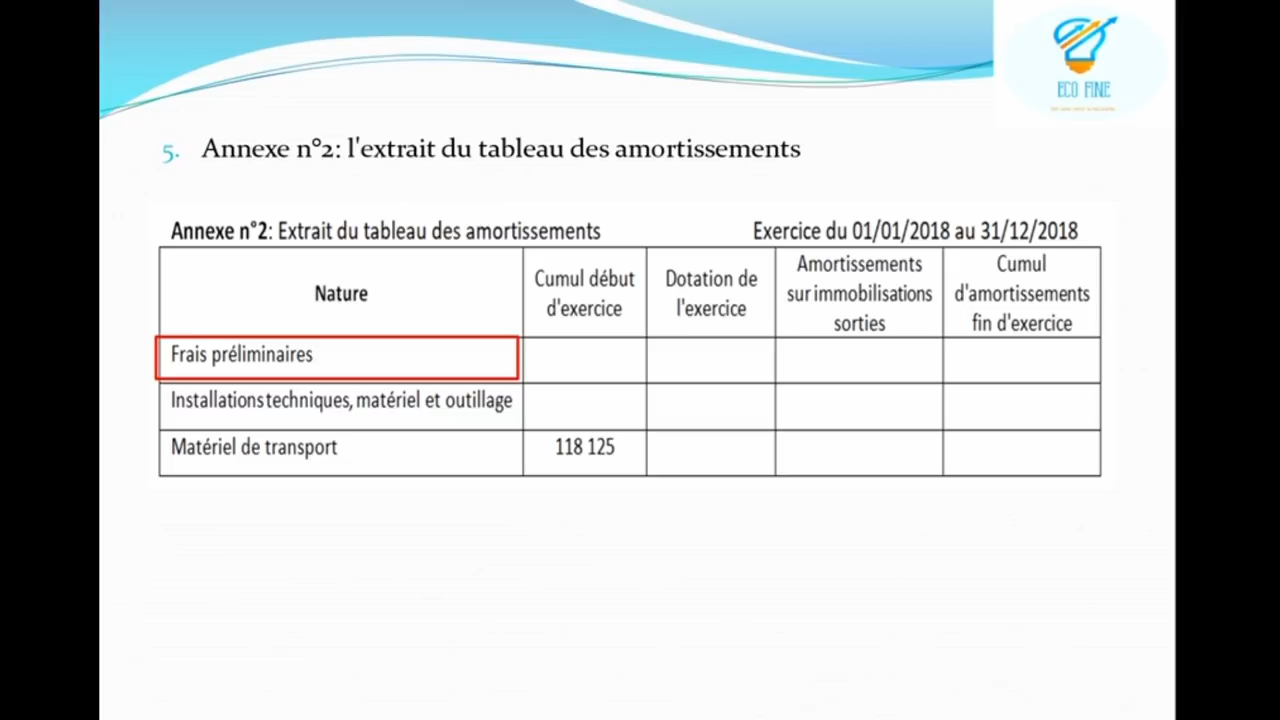 ECO FINE
5. Annexe n°2: l'extrait du tableau des amortissements
Annexe n°2: Extrait du tableau des amortissements Exercice du 01/01/2018 au 31/12/2018
Nature
Cumul début
d'exercice
Dotation de
l'exercice
Amortissements
sur immobilisations
sorties
Cumul
d'amortissements
fin d'exercice
Frais préliminaires
Installations techniques, matériel et outillage
Matériel de transport 118 125